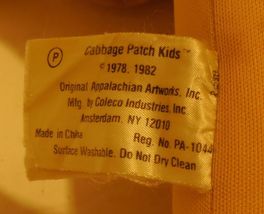 P
Cabbage Patch Kids™
© 1978, 1982
Original Appalachian Artworks, Inc.
Mfg. by Coleco Industries, Inc.
Amsterdam, NY 12010
Made in China Reg. No. PA-1044
Surface Washable. Do Not Dry Clean